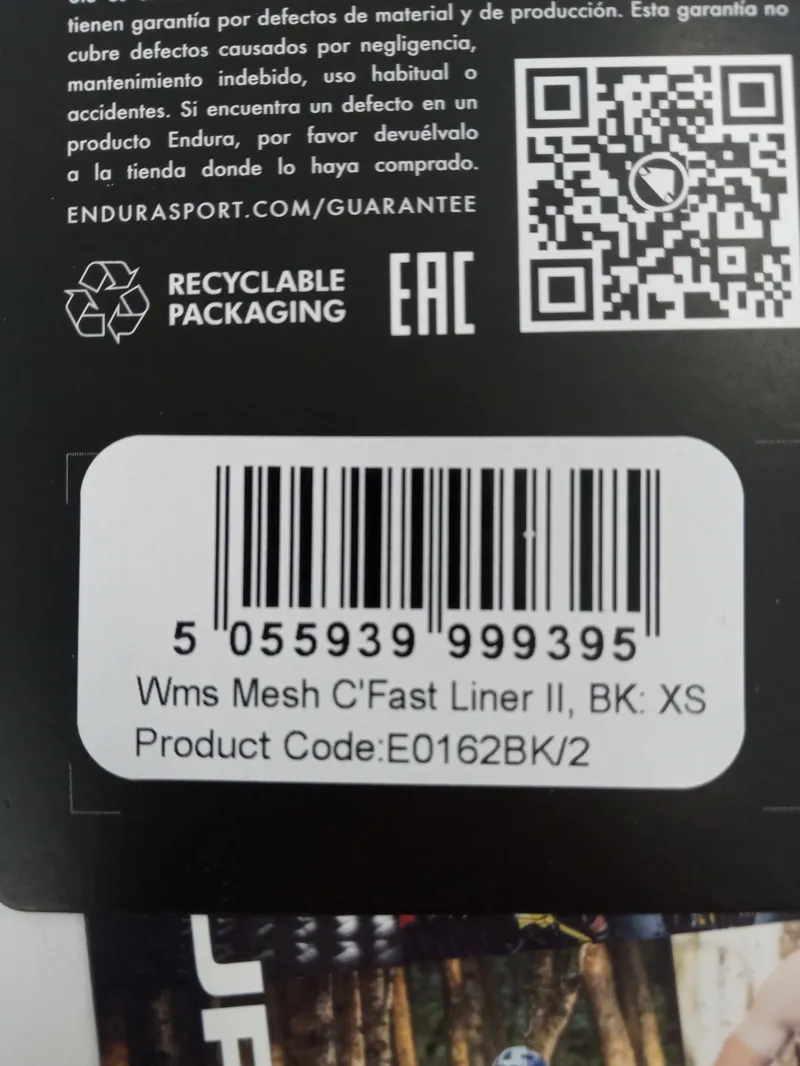 tienen garantía por defectos de material y de producción. Esta garantía no
cubre defectos causados por negligencia,
mantenimiento indebido, uso habitual o
accidentes. Si encuentra un defecto en un
producto Endura, por favor devuélvalo
a la tienda donde lo haya comprado.
ENDURASPORT.COM/GUARANTEE
RECYCLABLE
PACKAGING
EAC
5 055939 999395
Wms Mesh C'Fast Liner II, BK: XS
Product Code:E0162BK/2